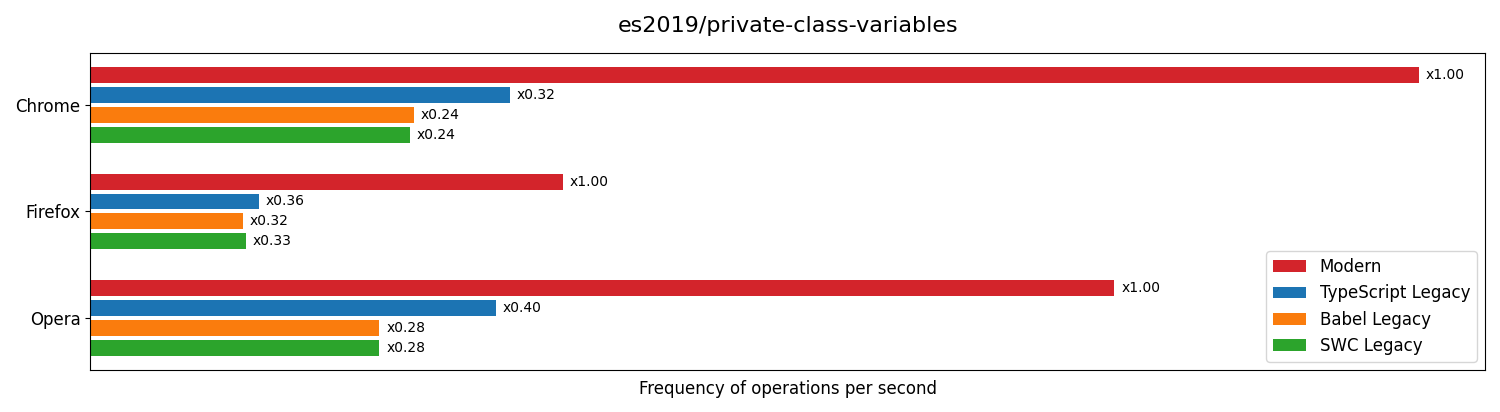 es2019/private-class-variables
Chrome
x1.00
x0.32
x0.24
x0.24
Firefox
x1.00
x0.36
x0.32
x0.33
Opera
x1.00
x0.40
x0.28
x0.28
Modern
TypeScript Legacy
Babel Legacy
SWC Legacy
Frequency of operations per second